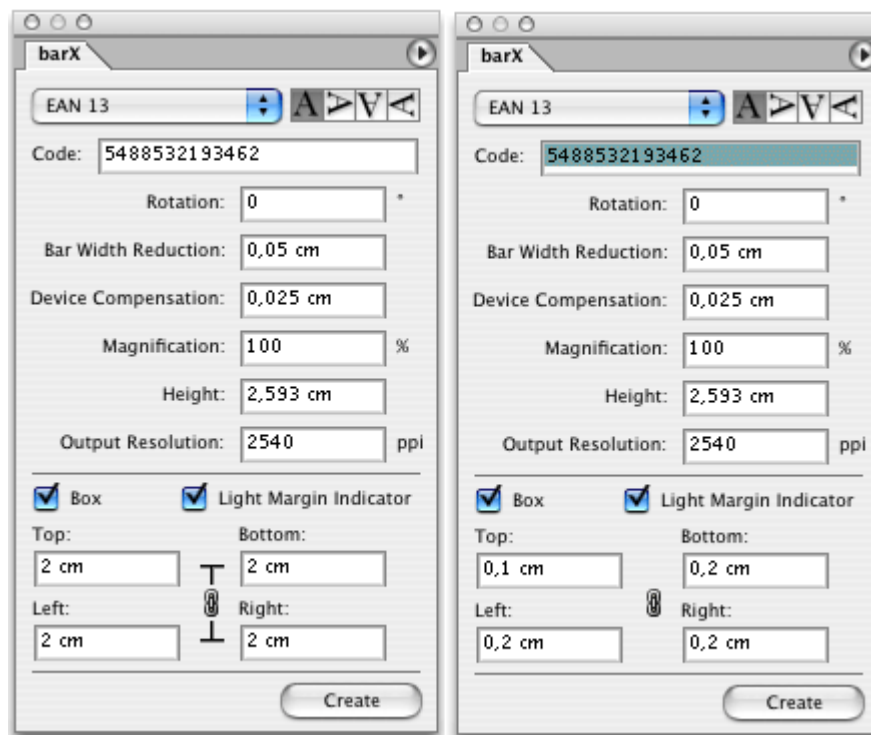 barX
EAN 13 A A A A
Code: 5488532193462
Rotation: 0 °
Bar Width Reduction: 0,05 cm
Device Compensation: 0,025 cm
Magnification: 100 %
Height: 2,593 cm
Output Resolution: 2540 ppi
Box Light Margin Indicator
Top: Bottom:
2 cm 2 cm
Left: Right:
2 cm 2 cm
Create
barX
EAN 13 A A A A
Code: 5488532193462
Rotation: 0 °
Bar Width Reduction: 0,05 cm
Device Compensation: 0,025 cm
Magnification: 100 %
Height: 2,593 cm
Output Resolution: 2540 ppi
Box Light Margin Indicator
Top: Bottom:
0,1 cm 0,2 cm
Left: Right:
0,2 cm 0,2 cm
Create